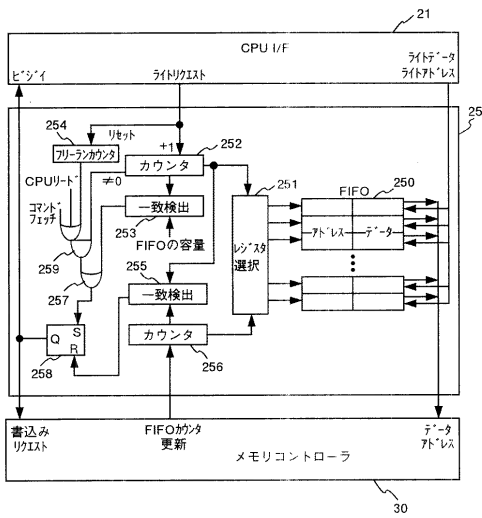 21
CPU I/F
ビジイ
ライトリクエスト
ライトデータ
ライトアドレス
25
254
リセット
フリーランカウンタ
+1
252
カウンタ
≠0
CPUリード
コマンド
フェッチ
一致検出
253
FIFOの容量
251
レジスタ
選択
FIFO
250
アドレス
データ
259
257
255
一致検出
カウンタ
256
Q
S
R
258
書込み
リクエスト
FIFOカウンタ
更新
データ
アドレス
メモリコントローラ
30